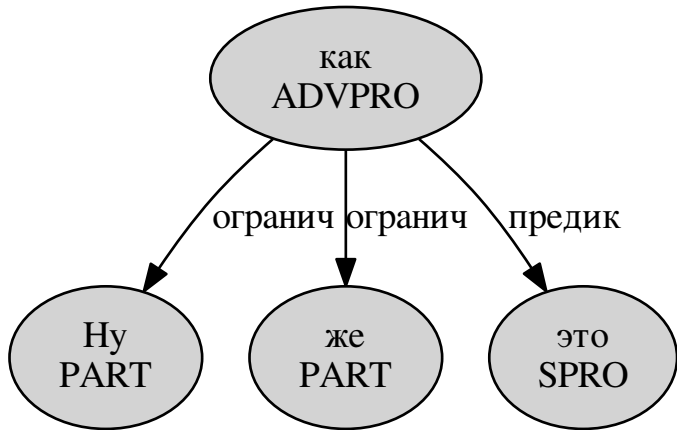 как
ADVPRO
огранич огранич предик
Ну
PART
же
PART
это
SPRO